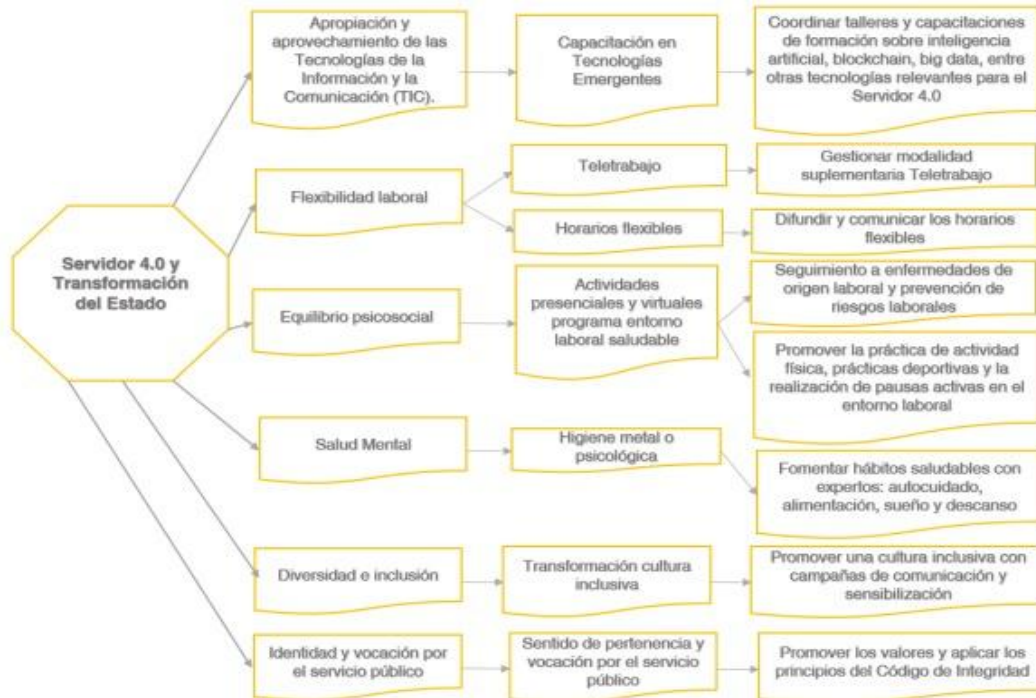 Servidor 4.0 y
Transformación
del Estado
Apropiación y
aprovechamiento de las
Tecnologías de la
Información y la
Comunicación (TIC).
Capacitación en
Tecnologías
Emergentes
Coordinar talleres y capacitaciones
de formación sobre inteligencia
artificial, blockchain, big data, entre
otras tecnologías relevantes para el
Servidor 4.0
Flexibilidad laboral
Teletrabajo
Gestionar modalidad
suplementaria Teletrabajo
Horarios flexibles
Difundir y comunicar los horarios
flexibles
Equilibrio psicosocial
Actividades
presenciales y virtuales
programa entorno
laboral saludable
Seguimiento a enfermedades de
origen laboral y prevención de
riesgos laborales
Promover la práctica de actividad
física, prácticas deportivas y la
realización de pausas activas en el
entorno laboral
Salud Mental
Higiene metal o
psicológica
Fomentar hábitos saludables con
expertos: autocuidado,
alimentación, sueño y descanso
Diversidad e inclusión
Transformación cultura
inclusiva
Promover una cultura inclusiva con
campañas de comunicación y
sensibilización
Identidad y vocación por
el servicio público
Sentido de pertenencia y
vocación por el servicio
público
Promover los valores y aplicar los
principios del Código de Integridad